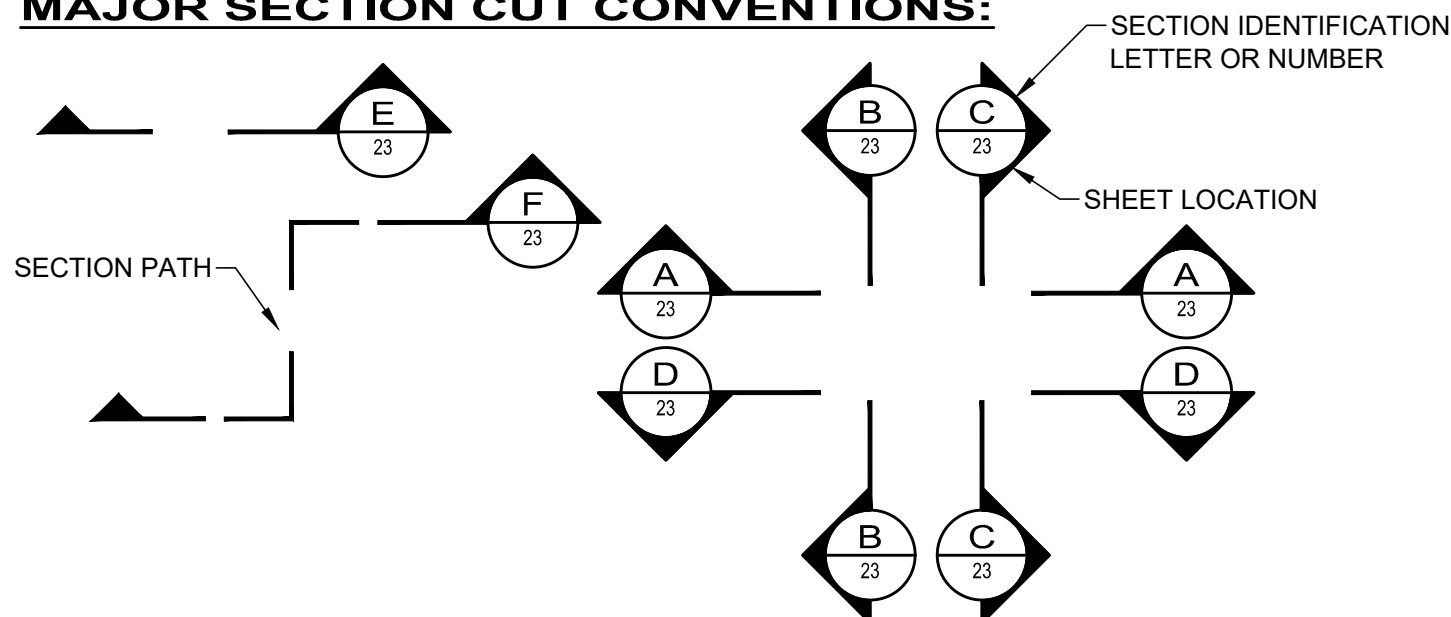 MAJOR SECTION CUT CONVENTIONS:
SECTION IDENTIFICATION
LETTER OR NUMBER
E
23
B
23
C
23
SHEET LOCATION
F
23
SECTION PATH
A
23
A
23
D
23
D
23
B
23
C
23